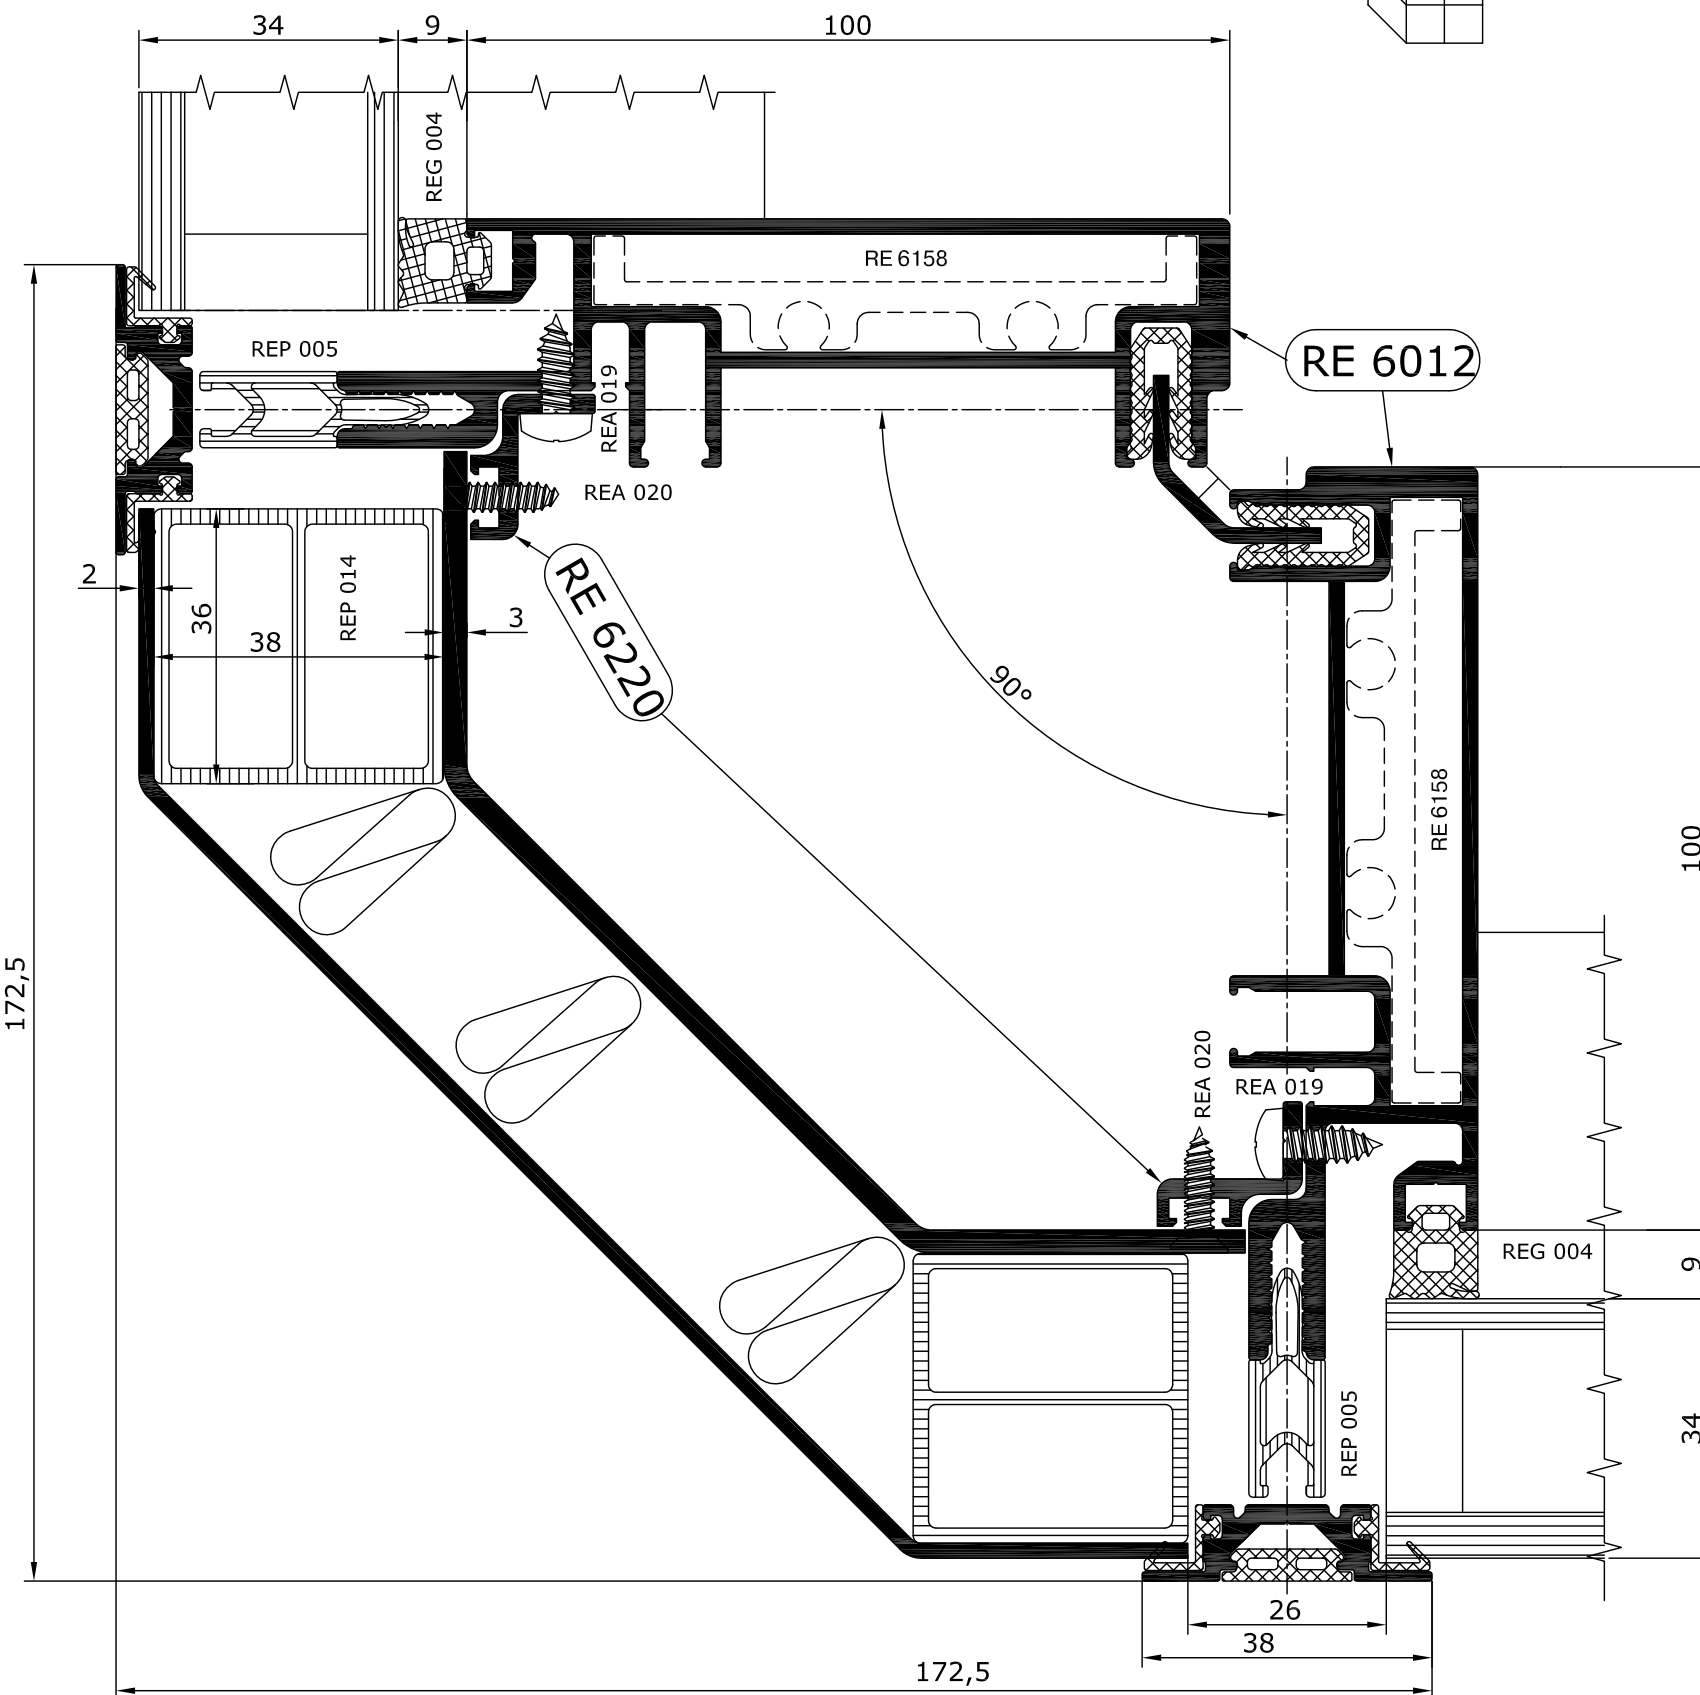 34
9
100
REG 004
RE 6158
REP 005
REA 019
RE 6012
REA 020
2
36
38
REP 014
3
RE 6220
90°
RE 6158
100
172,5
REA 020
REA 019
REG 004
9
REP 005
34
26
38
172,5